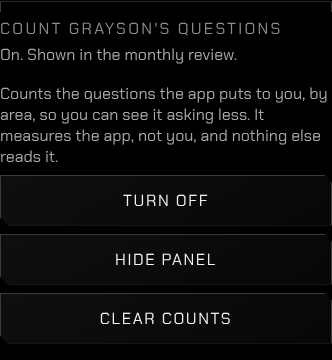 COUNT GRAYSON'S QUESTIONS
On. Shown in the monthly review.
Counts the questions the app puts to you, by
area, so you can see it asking less. It
measures the app, not you, and nothing else
reads it.
TURN OFF
HIDE PANEL
CLEAR COUNTS